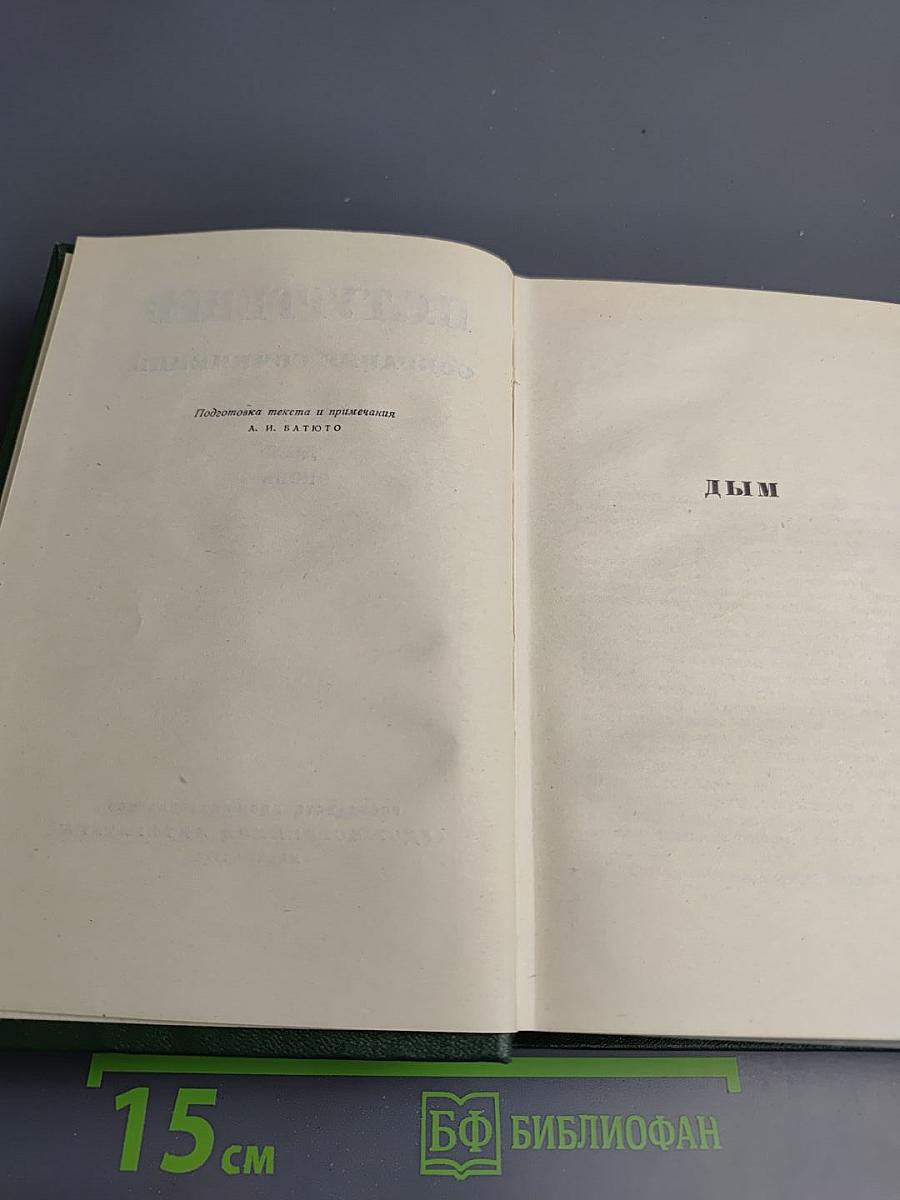 Подготовка текста и примечания
А. И. БАТЮТО
ДЫМ
15 см
БФ БИБЛИОФАН